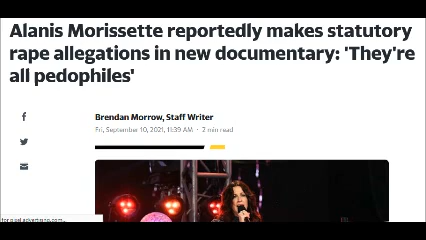 Alanis Morissette reportedly makes statutory
rape allegations in new documentary: 'They're
all pedophiles'
Brendan Morrow, Staff Writer
Fri, September 10, 2021, 11:39 AM · 2 min read